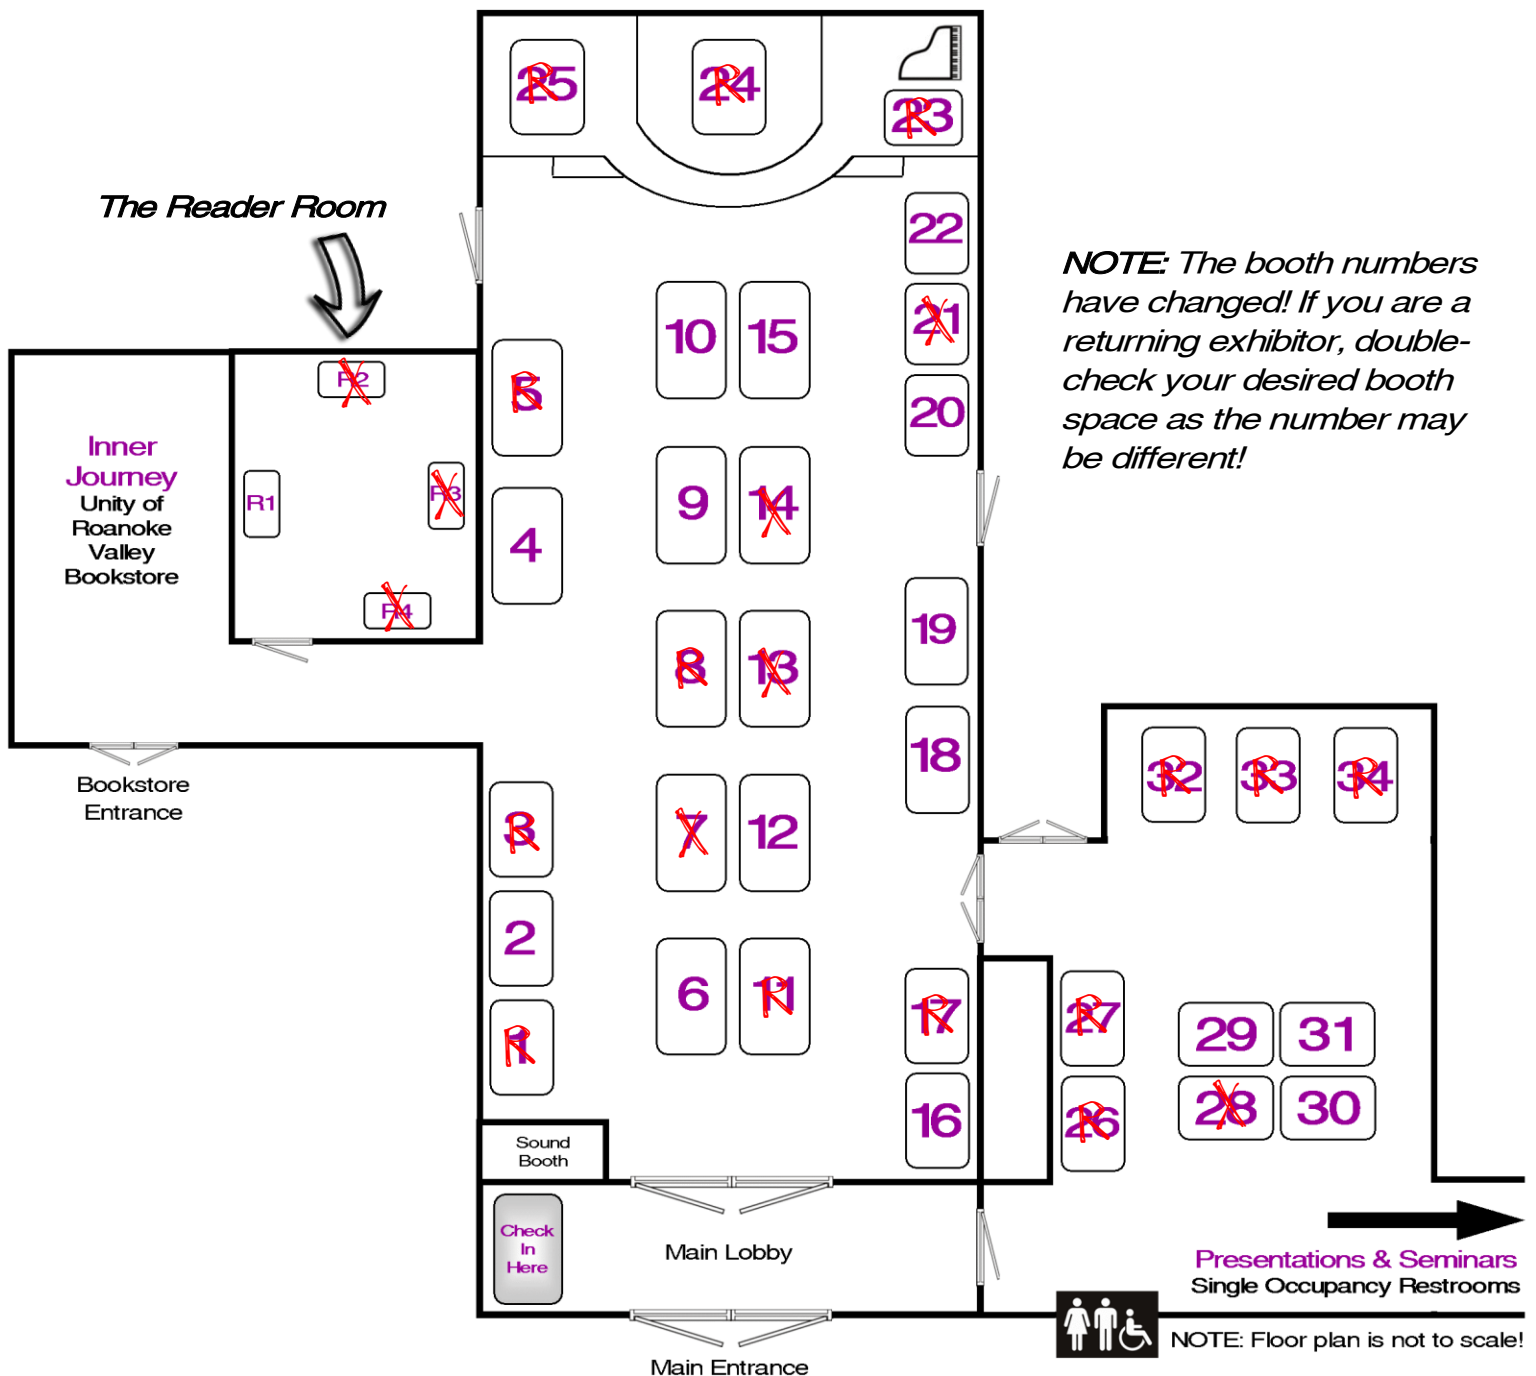 25
24
23
The Reader Room
22
NOTE: The booth numbers
have changed! If you are a
returning exhibitor, double-
check your desired booth
space as the number may
be different!
10
15
21
R2
5
20
Inner
Journey
Unity of
Roanoke
Valley
Bookstore
R1
R3
9
14
4
R4
19
8
13
18
32
33
34
Bookstore
Entrance
3
7
12
2
6
11
17
27
29
31
1
16
26
28
30
Sound
Booth
Check
In
Here
Main Lobby
Presentations & Seminars
Single Occupancy Restrooms
NOTE: Floor plan is not to scale!
Main Entrance
R
R
R
X
X
R
X
X
X
R
X
R
R
R
R
X
R
R
R
R
X
R
R